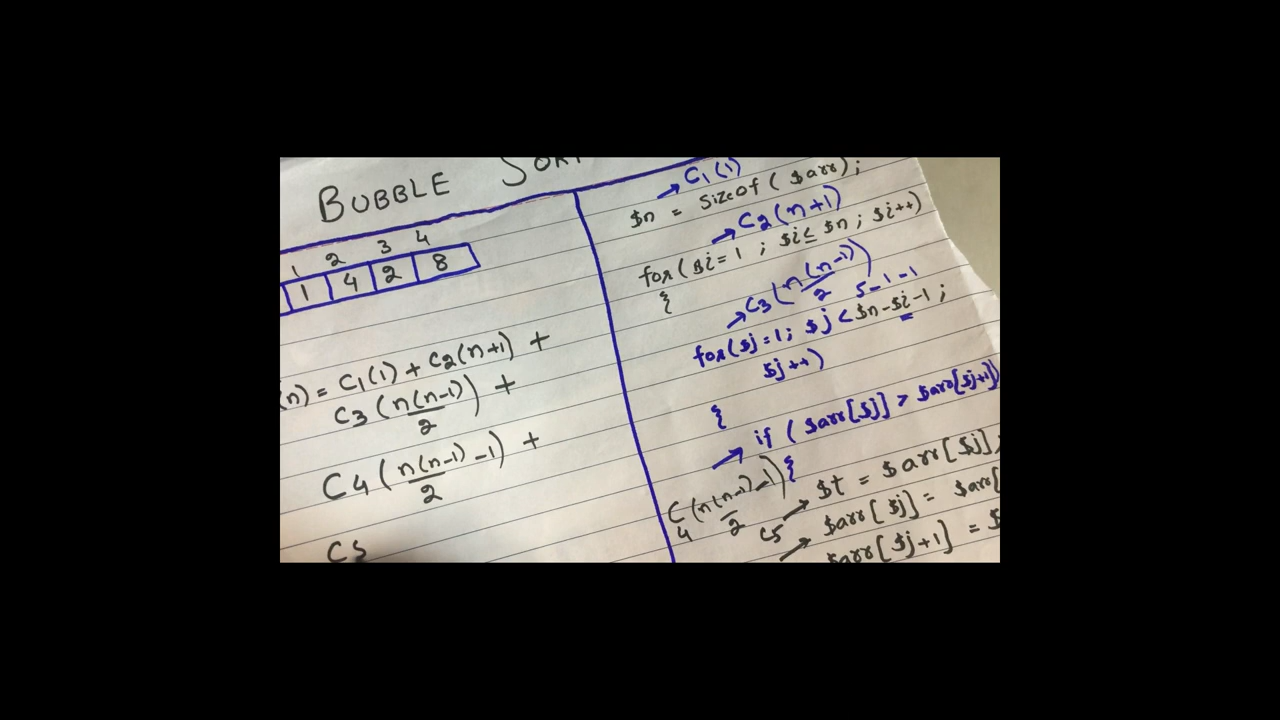 BUBBLE SORT
1 2 3 4
1 4 2 8
(n) = C1(1) + C2(n+1) +
C3 (n(n-1)/2) +
C4 (n(n-1)/2 -1) +
C5
→ C1(1)
$n = sizeof ( $arr);
→ C2 (n+1)
for( $i=1 ; $i≤ $n ; $i++)
{
→ C3 (n(n-1)/2)
5-1-1
for($j=1; $j < $n-$i-1 ;
$j++)
{
→ if ( $arr[$j] > $arr[$j+1])
C4 (n(n-1)/2 -1) {
C5 → $t = $arr[$j];
→ $arr[$j] = $arr[
$arr[$j+1] = $